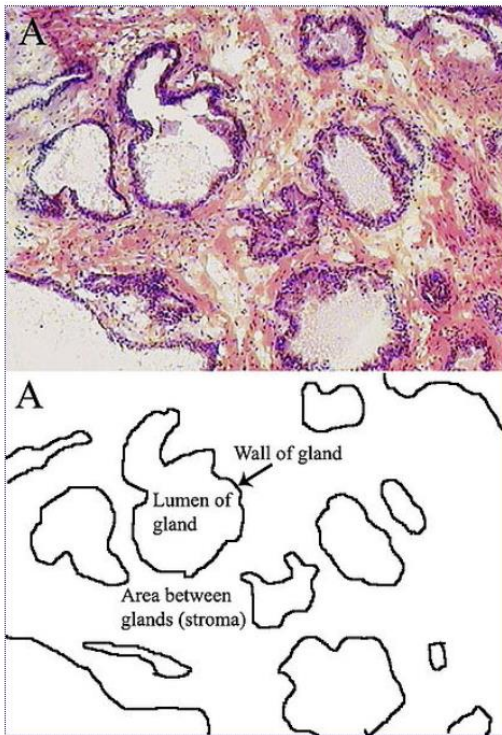 A
A
Wall of gland
Lumen of
gland
Area between
glands (stroma)